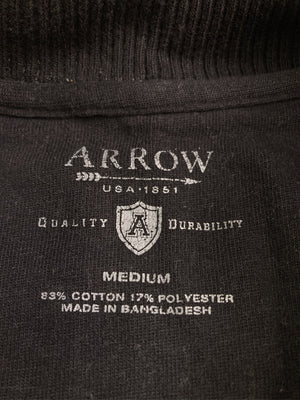 ARROW
USA·1851
QUALITY A DURABILITY
MEDIUM
83% COTTON 17% POLYESTER
MADE IN BANGLADESH